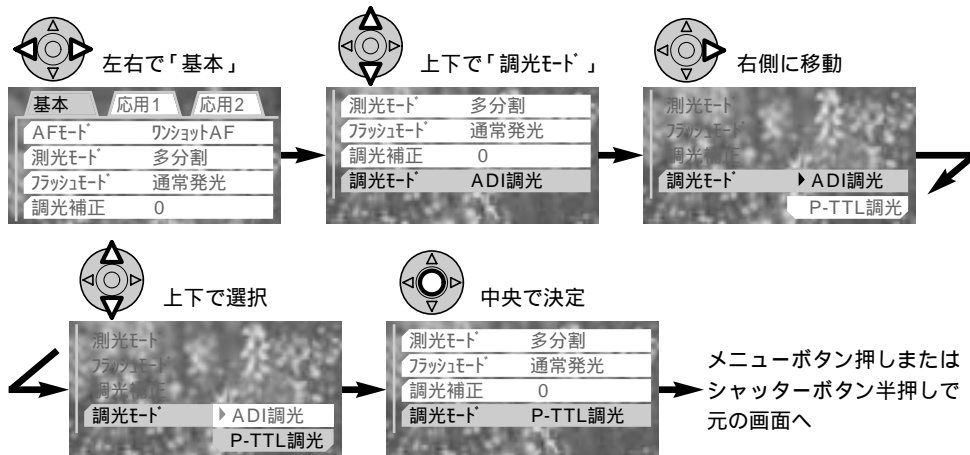 左右で「基本」
基本 応用1 応用2
AFﾓｰﾄﾞ ﾜﾝｼｮｯﾄAF
測光ﾓｰﾄﾞ 多分割
ﾌﾗｯｼｭﾓｰﾄﾞ 通常発光
調光補正 0
上下で「調光ﾓｰﾄﾞ」
測光ﾓｰﾄﾞ 多分割
ﾌﾗｯｼｭﾓｰﾄﾞ 通常発光
調光補正 0
調光ﾓｰﾄﾞ ADI調光
右側に移動
測光ﾓｰﾄﾞ
ﾌﾗｯｼｭﾓｰﾄﾞ
調光補正
調光ﾓｰﾄﾞ ADI調光
P-TTL調光
上下で選択
測光ﾓｰﾄﾞ
ﾌﾗｯｼｭﾓｰﾄﾞ
調光補正
調光ﾓｰﾄﾞ ADI調光
P-TTL調光
中央で決定
測光ﾓｰﾄﾞ 多分割
ﾌﾗｯｼｭﾓｰﾄﾞ 通常発光
調光補正 0
調光ﾓｰﾄﾞ P-TTL調光
メニューボタン押しまたは
シャッターボタン半押しで
元の画面へ